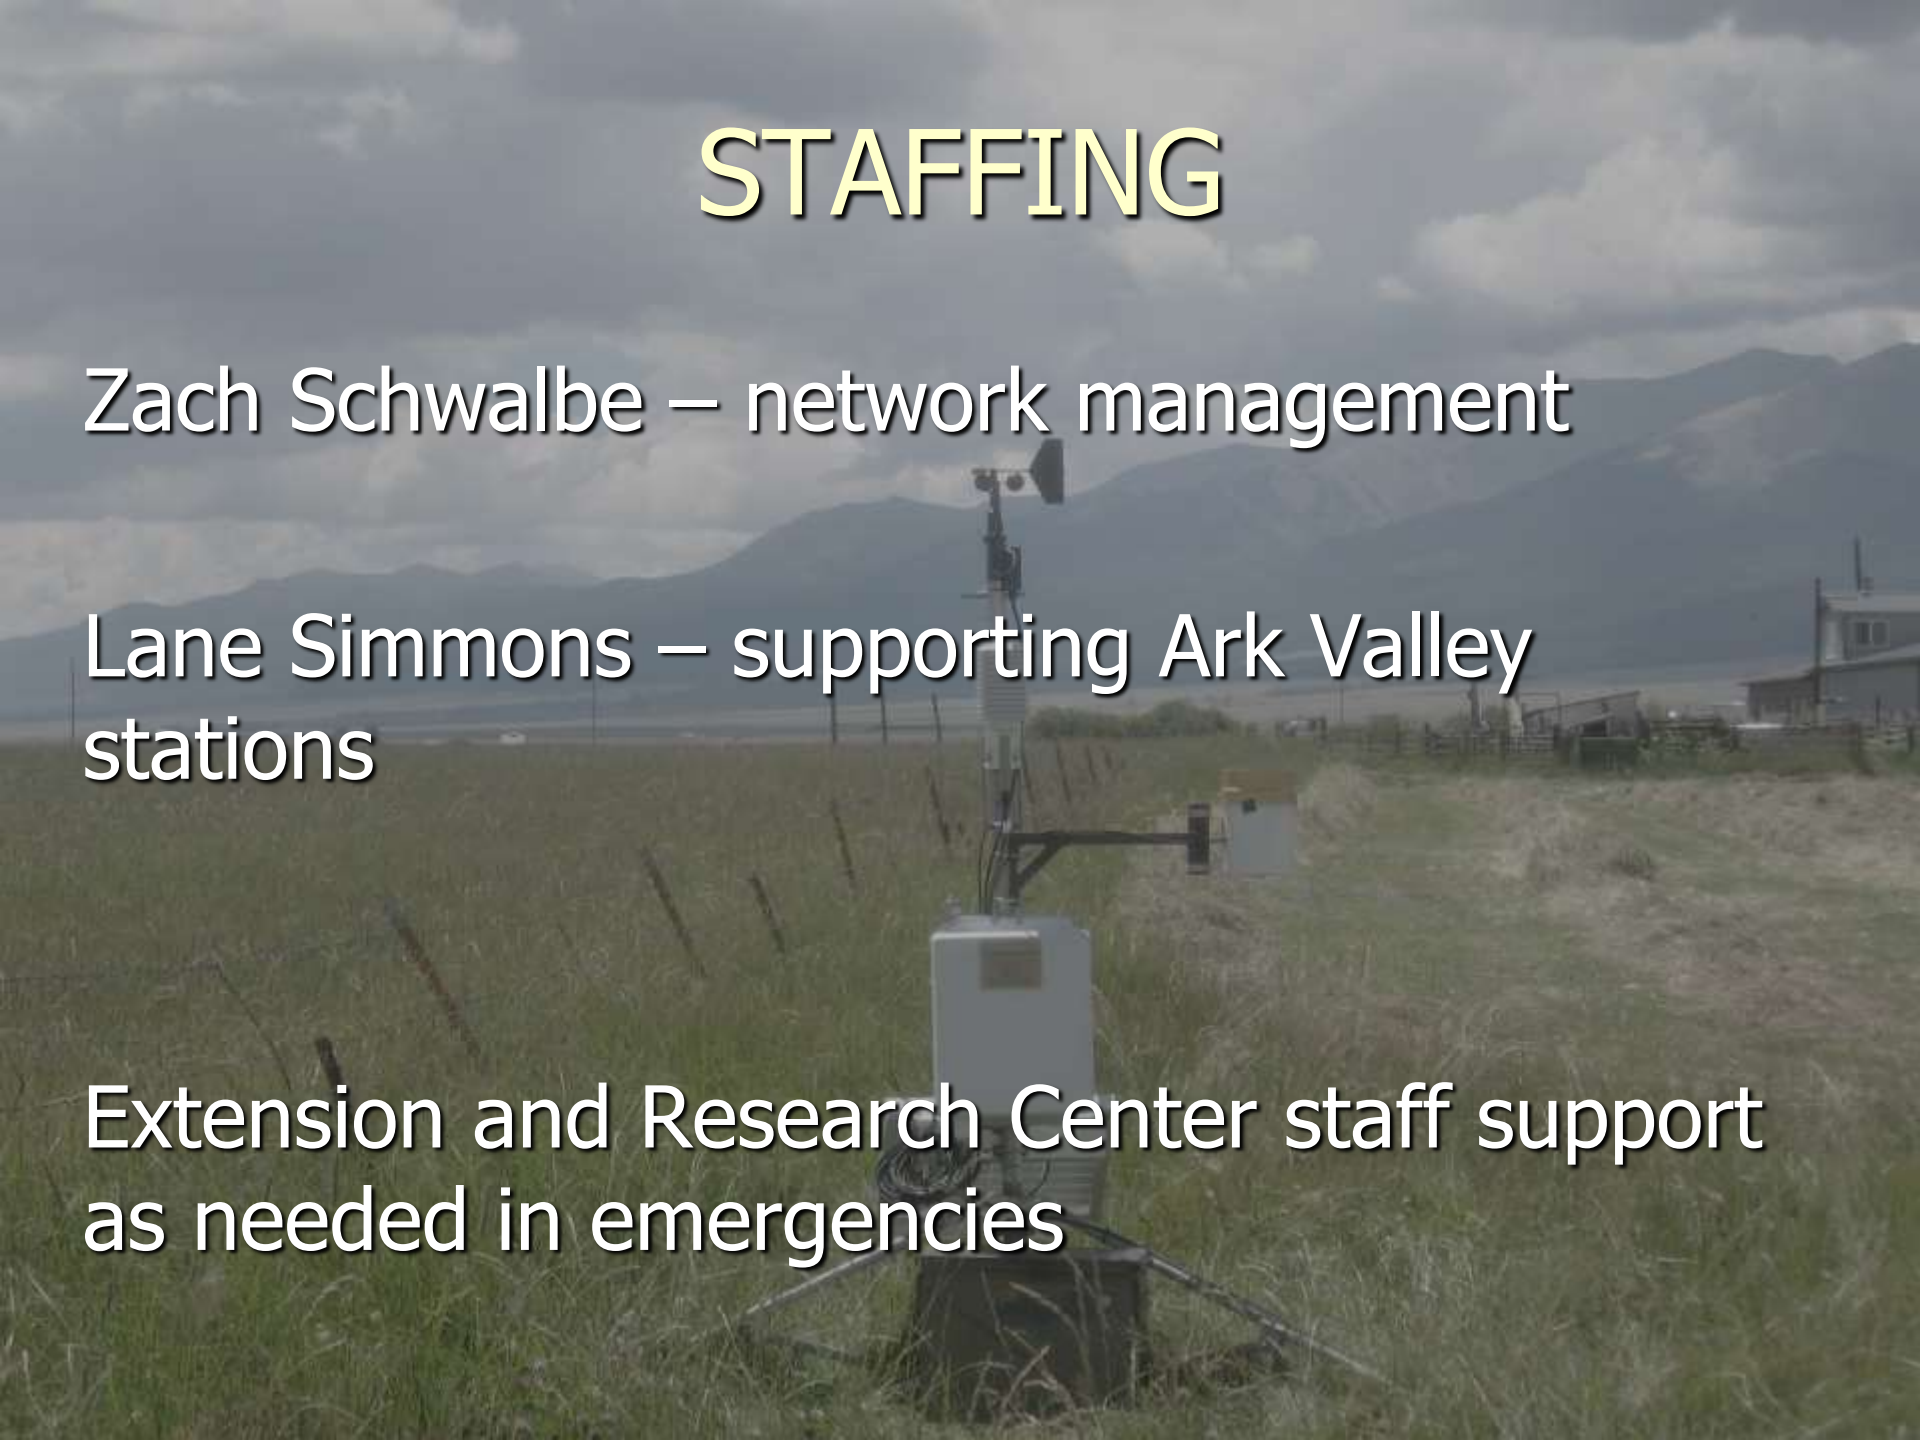 STAFFING
Zach Schwalbe – network management
Lane Simmons – supporting Ark Valley
stations
Extension and Research Center staff support
as needed in emergencies